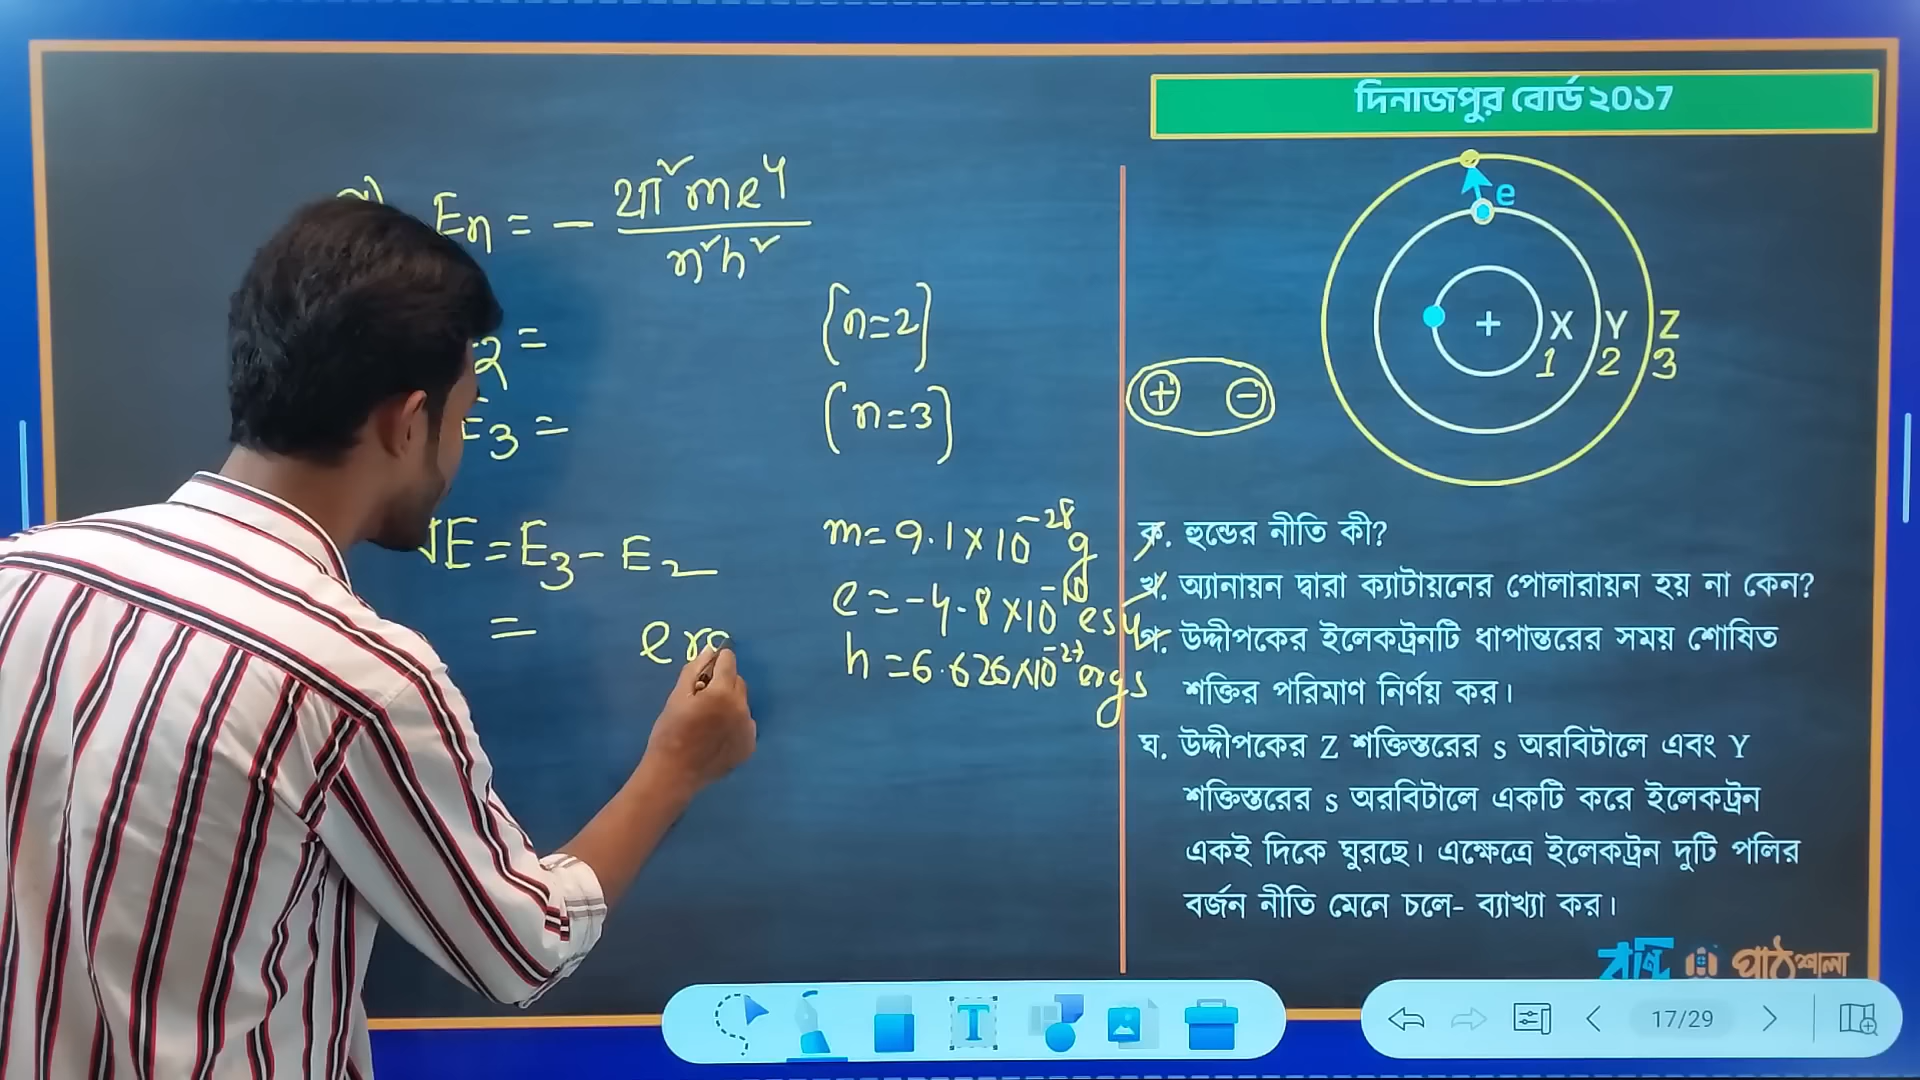 দিনাজপুর বোর্ড ২০১৭
En = - 2π²me⁴ / n²h²
2 =
[n=2]
E3 =
[n=3]
E = E3 - E2
=
erg
m = 9.1 × 10⁻²⁸ g
e = -4.8 × 10⁻¹⁰ esu
h = 6.626 × 10⁻²⁷ ergs
e
+ X Y Z
1 2 3
+ −
ক. হুন্ডের নীতি কী?
খ. অ্যানায়ন দ্বারা ক্যাটায়নের পোলারায়ন হয় না কেন?
গ. উদ্দীপকের ইলেকট্রনটি ধাপান্তরের সময় শোষিত
শক্তির পরিমাণ নির্ণয় কর।
ঘ. উদ্দীপকের Z শক্তিস্তরের s অরবিটালে এবং Y
শক্তিস্তরের s অরবিটালে একটি করে ইলেকট্রন
একই দিকে ঘুরছে। এক্ষেত্রে ইলেকট্রন দুটি পলির
বর্জন নীতি মেনে চলে- ব্যাখ্যা কর।
পাঠশালা
T
17/29